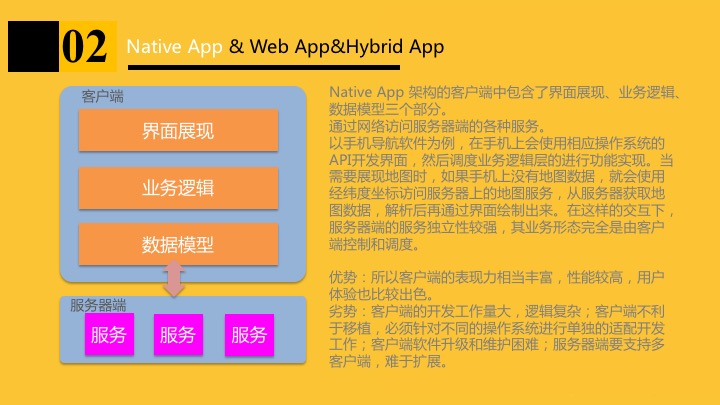 02
Native App & Web App&Hybrid App
客户端
界面展现
业务逻辑
数据模型
服务器端
服务 服务 服务
Native App 架构的客户端中包含了界面展现、业务逻辑、
数据模型三个部分。
通过网络访问服务器端的各种服务。
以手机导航软件为例，在手机上会使用相应操作系统的
API开发界面，然后调度业务逻辑层的进行功能实现。当
需要展现地图时，如果手机上没有地图数据，就会使用
经纬度坐标访问服务器上的地图服务，从服务器获取地
图数据，解析后再通过界面绘制出来。在这样的交互下，
服务器端的服务独立性较强，其业务形态完全是由客户
端控制和调度。
优势：所以客户端的表现力相当丰富，性能较高，用户
体验也比较出色。
劣势：客户端的开发工作量大，逻辑复杂；客户端不利
于移植，必须针对不同的操作系统进行单独的适配开发
工作；客户端软件升级和维护困难；服务器端要支持多
客户端，难于扩展。